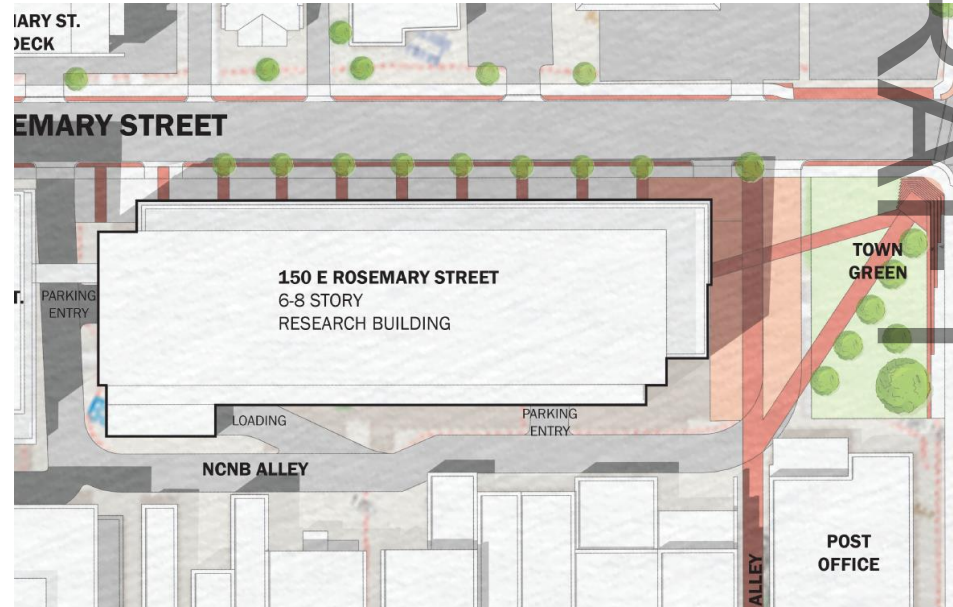 IARY ST.
DECK
EMARY STREET
TOWN
GREEN
150 E ROSEMARY STREET
6-8 STORY
RESEARCH BUILDING
T.
PARKING
ENTRY
LOADING
PARKING
ENTRY
NCNB ALLEY
POST
OFFICE
ALLEY